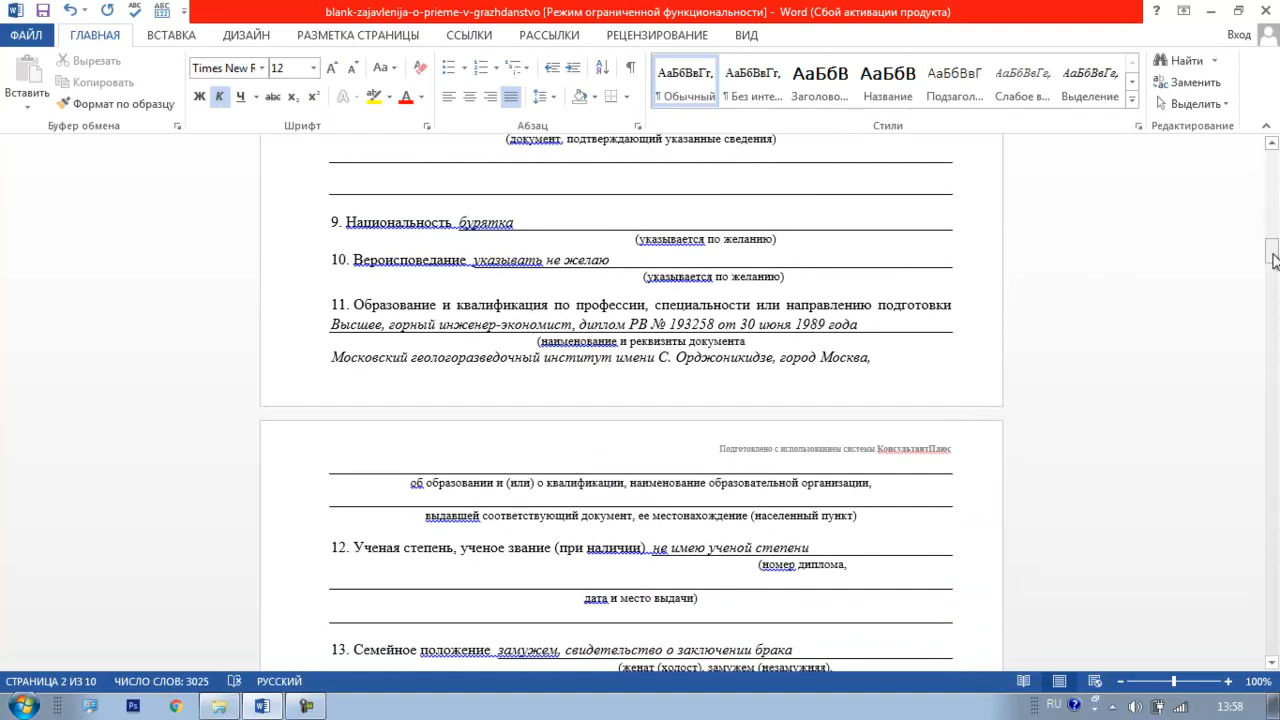 blank-zajavlenija-o-prieme-v-grazhdanstvo [Режим ограниченной функциональности] - Word (Сбой активации продукта)
ФАЙЛ ГЛАВНАЯ ВСТАВКА ДИЗАЙН РАЗМЕТКА СТРАНИЦЫ ССЫЛКИ РАССЫЛКИ РЕЦЕНЗИРОВАНИЕ ВИД Вход
Вставить
Вырезать
Копировать
Формат по образцу
Буфер обмена
Times New R 12
Шрифт
Абзац
АаБбВвГг, АаБбВвГг, АаБбВ АаБбВ АаБбВвГ АаБбВвГг, АаБбВвГг,
¶ Обычный ¶ Без инте... Заголово... Название Подзагол... Слабое в... Выделение
Стили
Найти
Заменить
Выделить
Редактирование
(документ, подтверждающий указанные сведения)
9. Национальность бурятка
(указывается по желанию)
10. Вероисповедание указывать не желаю
(указывается по желанию)
11. Образование и квалификация по профессии, специальности или направлению подготовки
Высшее, горный инженер-экономист, диплом РВ № 193258 от 30 июня 1989 года
(наименование и реквизиты документа
Московский геологоразведочный институт имени С. Орджоникидзе, город Москва,
Подготовлено с использованием системы КонсультантПлюс
об образовании и (или) о квалификации, наименование образовательной организации,
выдавшей соответствующий документ, ее местонахождение (населенный пункт)
12. Ученая степень, ученое звание (при наличии) не имею ученой степени
(номер диплома,
дата и место выдачи)
13. Семейное положение замужем, свидетельство о заключении брака
(женат (холост), замужем (незамужняя),
СТРАНИЦА 2 ИЗ 10 ЧИСЛО СЛОВ: 3025 РУССКИЙ 100%
RU 13:58